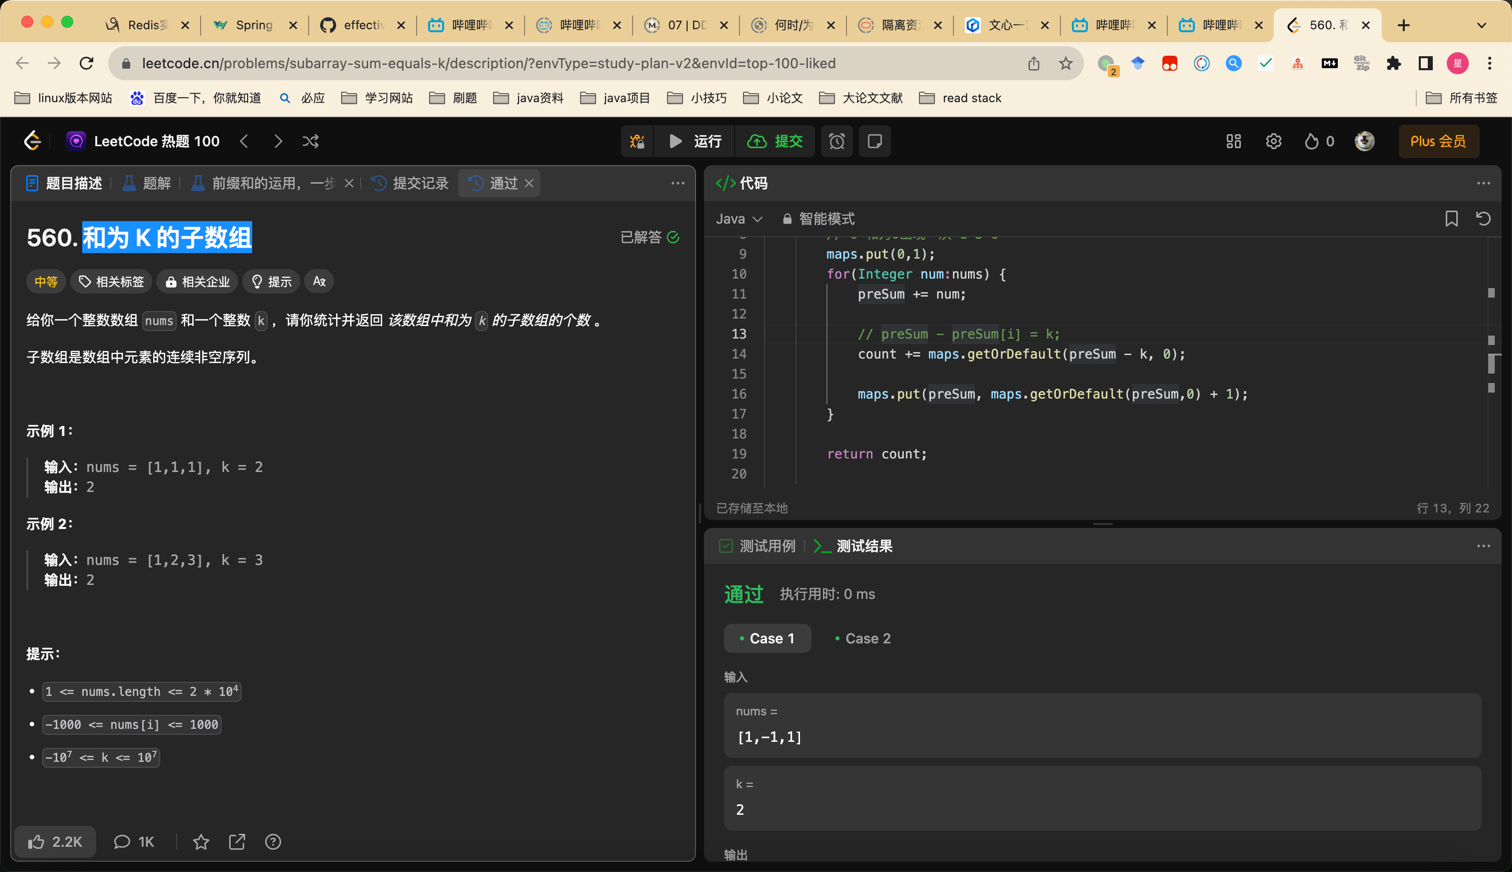 Redis实
Spring
effectiv
哔哩哔
哔哩哔
07 | DD
何时/为
隔离资
文心一
哔哩哔
哔哩哔
560. 和
leetcode.cn/problems/subarray-sum-equals-k/description/?envType=study-plan-v2&envId=top-100-liked
linux版本网站
百度一下，你就知道
必应
学习网站
刷题
java资料
java项目
小技巧
小论文
大论文文献
read stack
所有书签
LeetCode 热题 100
运行
提交
0
Plus 会员
题目描述
题解
前缀和的运用，一步
提交记录
通过
560. 和为 K 的子数组
已解答
中等
相关标签
相关企业
提示
给你一个整数数组 nums 和一个整数 k ，请你统计并返回 该数组中和为 k 的子数组的个数 。
子数组是数组中元素的连续非空序列。
示例 1：
输入：nums = [1,1,1], k = 2
输出：2
示例 2：
输入：nums = [1,2,3], k = 3
输出：2
提示：
1 <= nums.length <= 2 * 10⁴
-1000 <= nums[i] <= 1000
-10⁷ <= k <= 10⁷
2.2K
1K
代码
Java
智能模式
9 maps.put(0,1);
10 for(Integer num:nums) {
11 preSum += num;
12
13 // preSum - preSum[i] = k;
14 count += maps.getOrDefault(preSum - k, 0);
15
16 maps.put(preSum, maps.getOrDefault(preSum,0) + 1);
17 }
18
19 return count;
20
已存储至本地
行 13，列 22
测试用例
测试结果
通过
执行用时: 0 ms
Case 1
Case 2
输入
nums =
[1,-1,1]
k =
2
输出